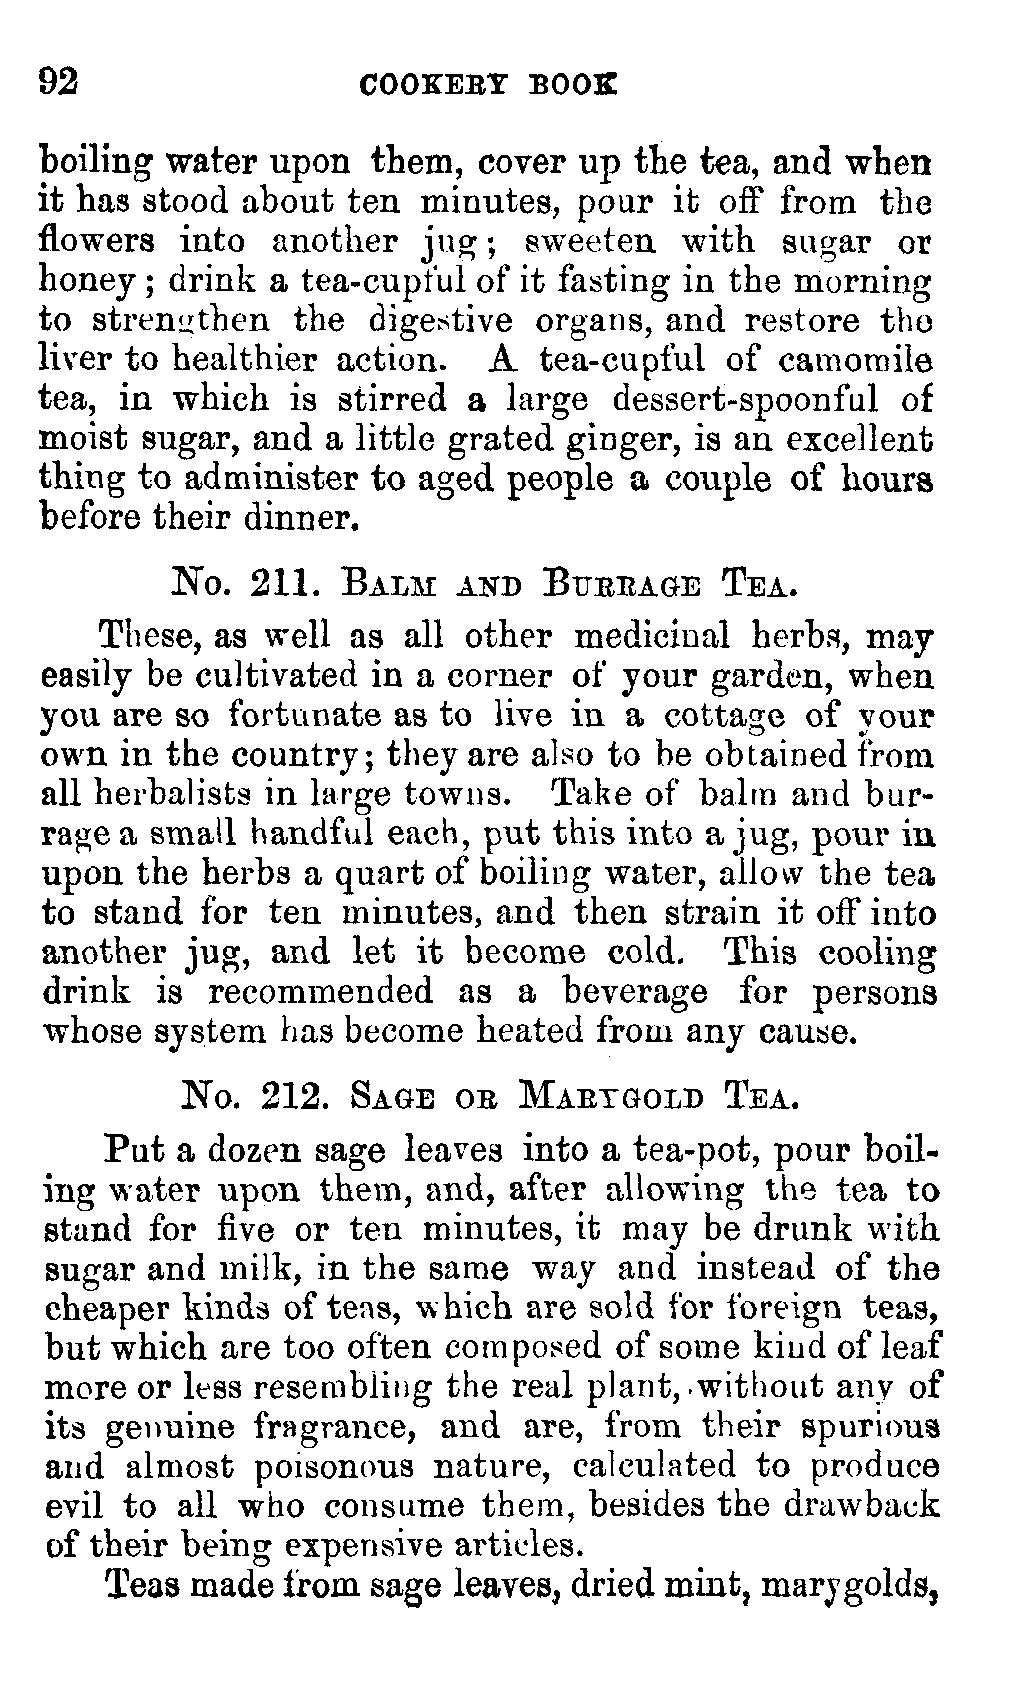 92 COOKERY BOOK
boiling water upon them, cover up the tea, and when
it has stood about ten minutes, pour it off from the
flowers into another jug; sweeten with sugar or
honey; drink a tea-cupful of it fasting in the morning
to strengthen the digestive organs, and restore the
liver to healthier action. A tea-cupful of camomile
tea, in which is stirred a large dessert-spoonful of
moist sugar, and a little grated ginger, is an excellent
thing to administer to aged people a couple of hours
before their dinner.
No. 211. Balm and Burrage Tea.
These, as well as all other medicinal herbs, may
easily be cultivated in a corner of your garden, when
you are so fortunate as to live in a cottage of your
own in the country; they are also to be obtained from
all herbalists in large towns. Take of balm and bur-
rage a small handful each, put this into a jug, pour in
upon the herbs a quart of boiling water, allow the tea
to stand for ten minutes, and then strain it off into
another jug, and let it become cold. This cooling
drink is recommended as a beverage for persons
whose system has become heated from any cause.
No. 212. Sage or Marygold Tea.
Put a dozen sage leaves into a tea-pot, pour boil-
ing water upon them, and, after allowing the tea to
stand for five or ten minutes, it may be drunk with
sugar and milk, in the same way and instead of the
cheaper kinds of teas, which are sold for foreign teas,
but which are too often composed of some kind of leaf
more or less resembling the real plant, without any of
its genuine fragrance, and are, from their spurious
and almost poisonous nature, calculated to produce
evil to all who consume them, besides the drawback
of their being expensive articles.
Teas made from sage leaves, dried mint, marygolds,